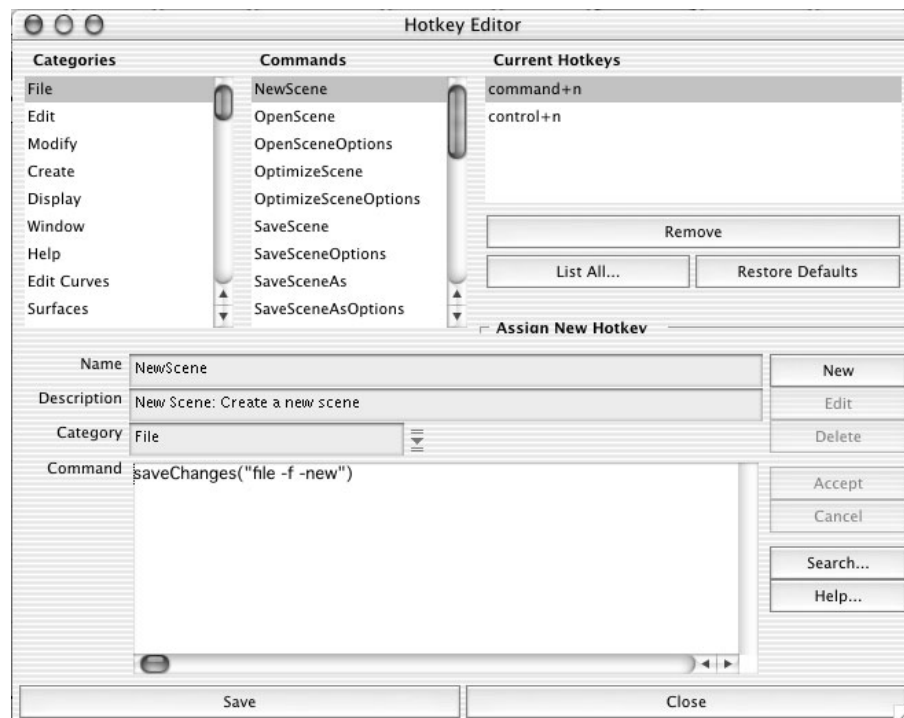 Hotkey Editor
Categories
File
Edit
Modify
Create
Display
Window
Help
Edit Curves
Surfaces
Commands
NewScene
OpenScene
OpenSceneOptions
OptimizeScene
OptimizeSceneOptions
SaveScene
SaveSceneOptions
SaveSceneAs
SaveSceneAsOptions
Current Hotkeys
command+n
control+n
Remove
List All...
Restore Defaults
Assign New Hotkey
Name NewScene
Description New Scene: Create a new scene
Category File
Command saveChanges("file -f -new")
New
Edit
Delete
Accept
Cancel
Search...
Help...
Save
Close